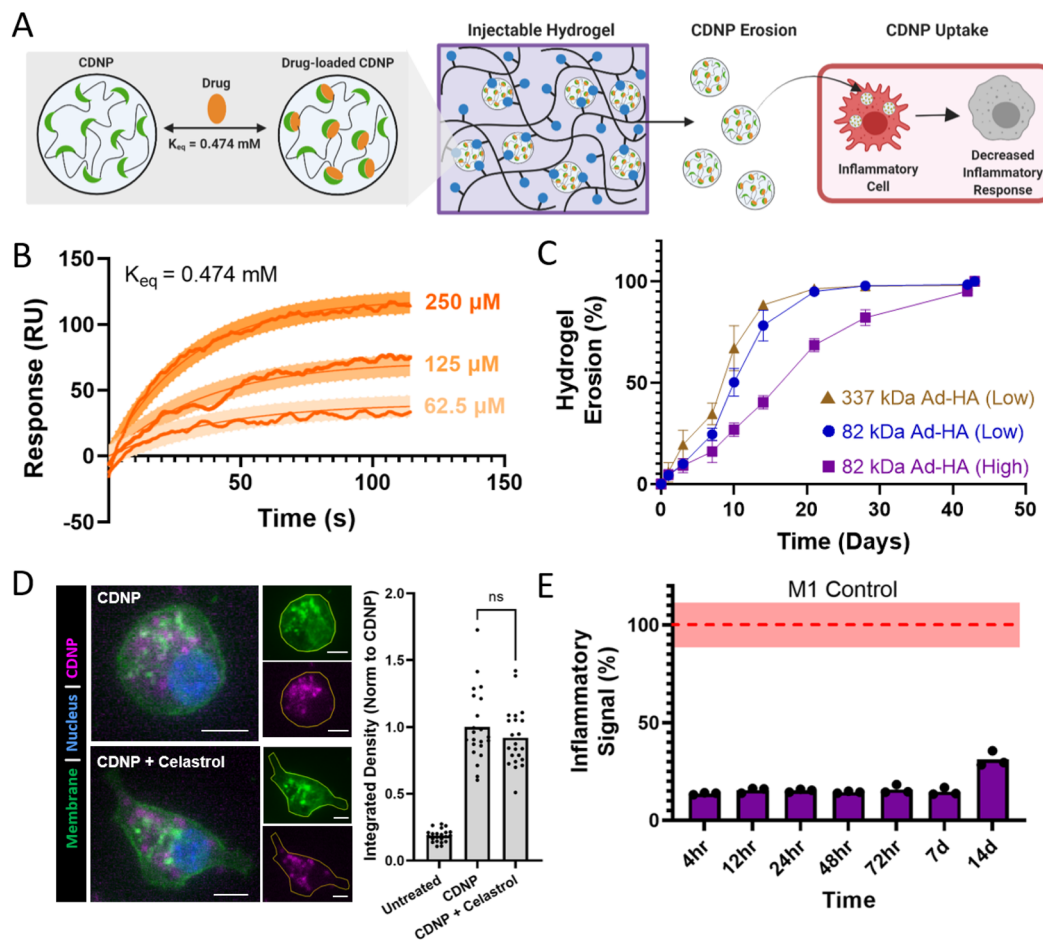 A
CDNP
Drug
Drug-loaded CDNP
Keq = 0.474 mM
Injectable Hydrogel
CDNP Erosion
CDNP Uptake
Inflammatory
Cell
Decreased
Inflammatory
Response
B
Keq = 0.474 mM
Response (RU)
150
100
50
0
-50
250 µM
125 µM
62.5 µM
50
100
150
Time (s)
C
Hydrogel
Erosion (%)
100
50
0
337 kDa Ad-HA (Low)
82 kDa Ad-HA (Low)
82 kDa Ad-HA (High)
0
10
20
30
40
50
Time (Days)
D
Membrane | Nucleus | CDNP
CDNP
CDNP + Celastrol
Integrated Density (Norm to CDNP)
2.0
1.5
1.0
0.5
0.0
ns
Untreated
CDNP
CDNP + Celastrol
E
M1 Control
Inflammatory
Signal (%)
100
50
0
4hr
12hr
24hr
48hr
72hr
7d
14d
Time